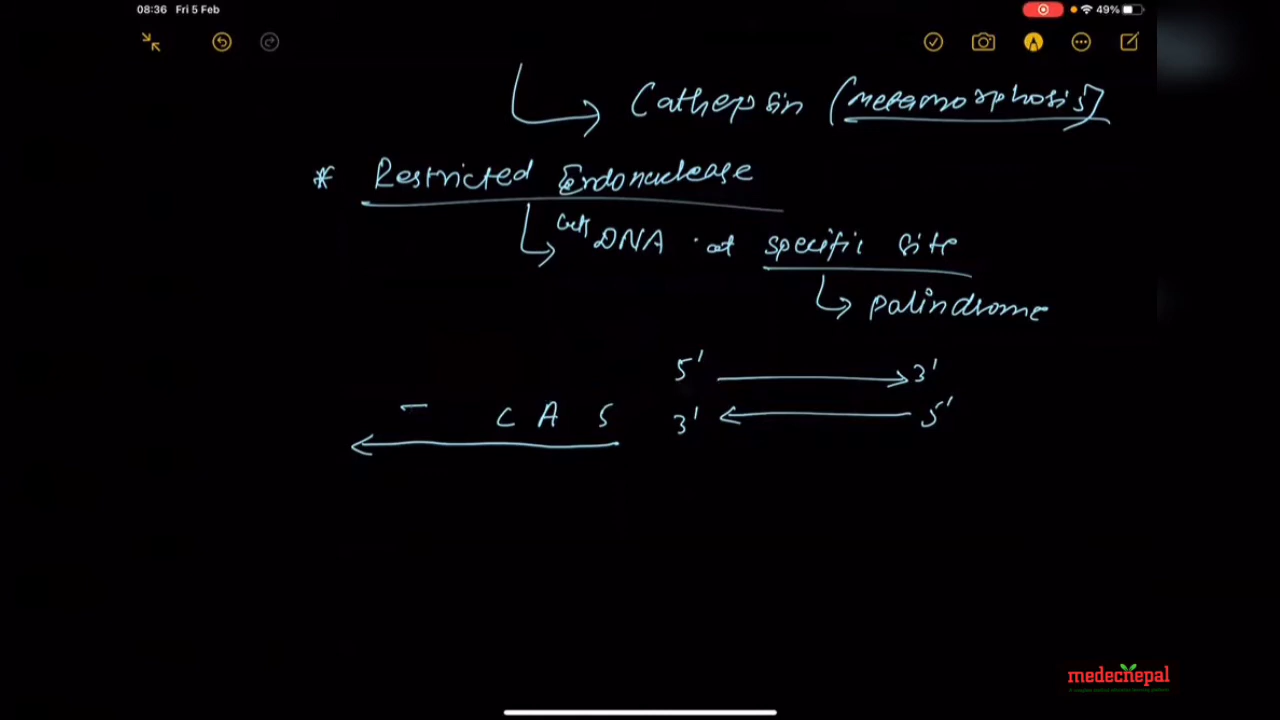 08:36 Fri 5 Feb 49%
Cathepsin (metamorphosis)
* Restricted Endonuclease
cuts DNA at specific site
palindrome
5' 3'
C A S 3' 5'
medecnepal